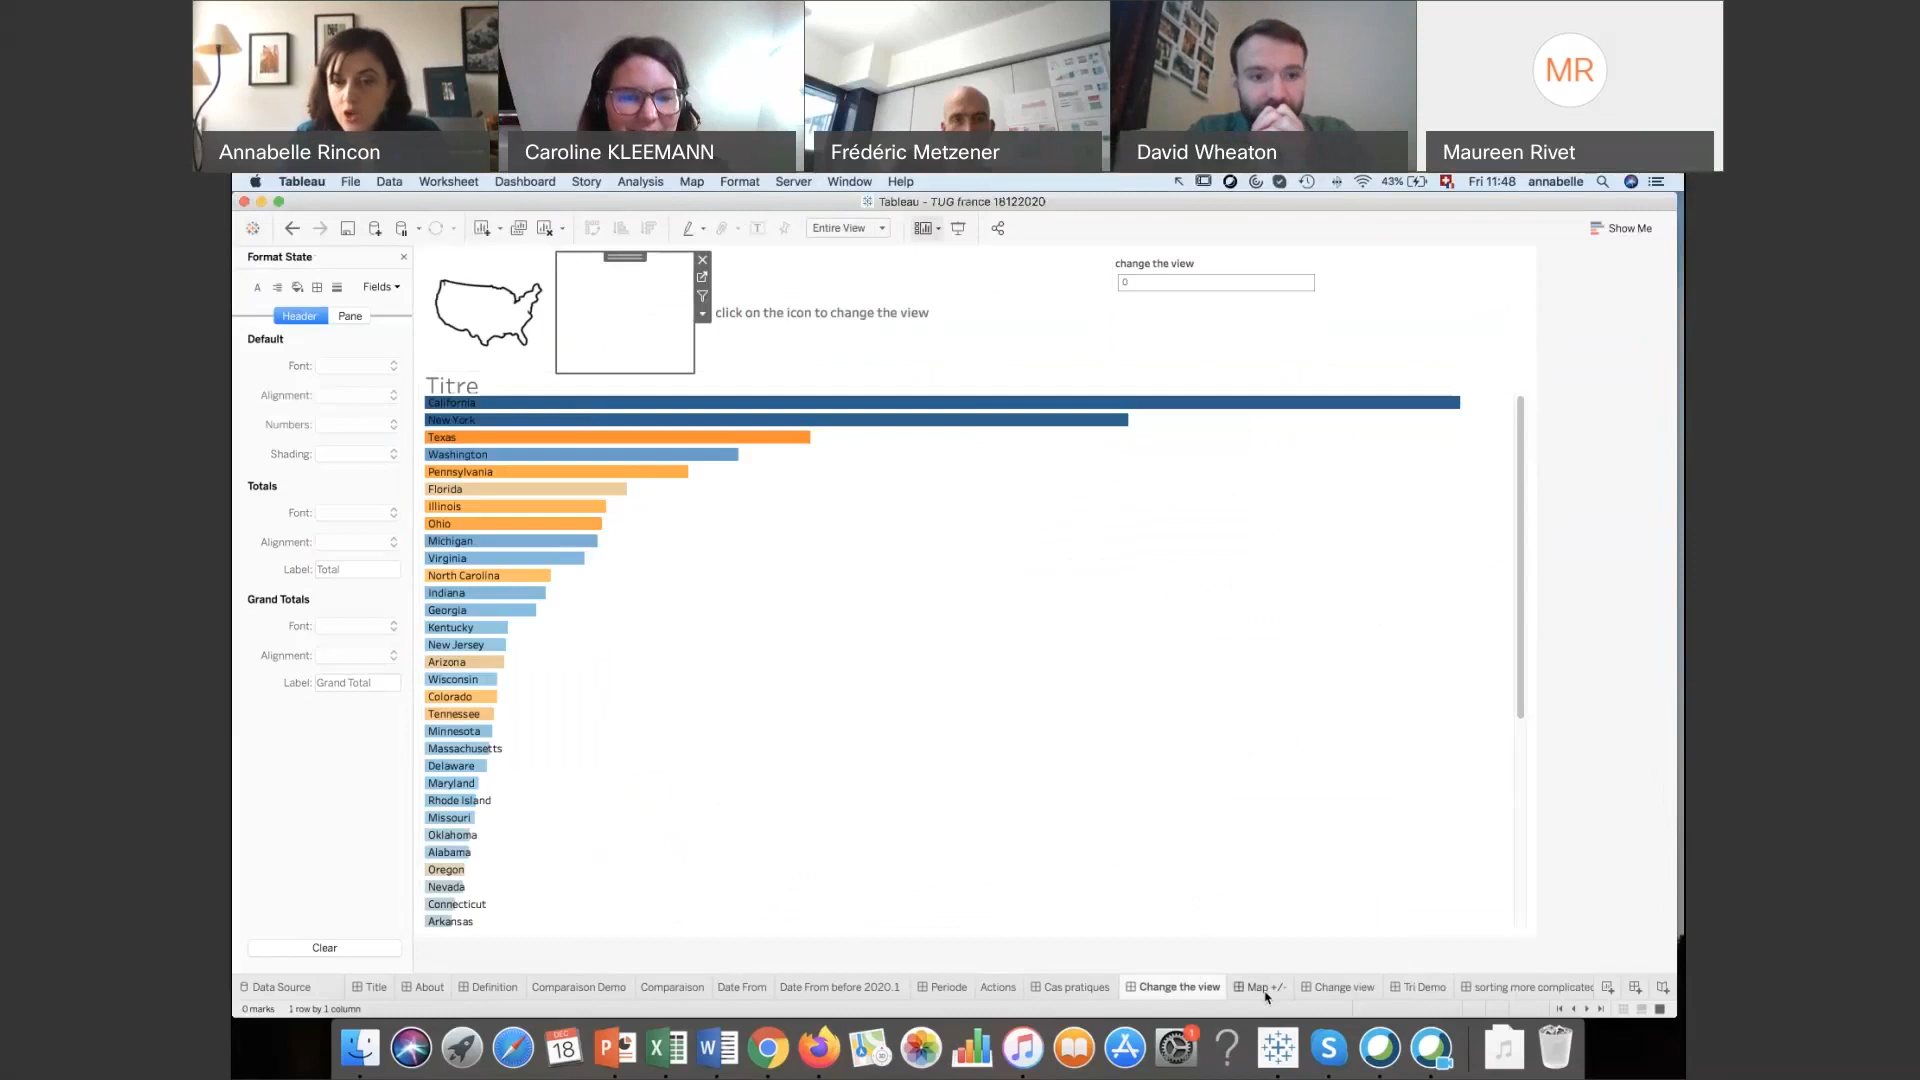 MR
Annabelle Rincon
Caroline KLEEMANN
Frédéric Metzener
David Wheaton
Maureen Rivet
Tableau File Data Worksheet Dashboard Story Analysis Map Format Server Window Help
43% Fri 11:48 annabelle
Tableau - TUG france 18122020
Entire View
Show Me
Format State
Fields
Header Pane
Default
Font:
Alignment:
Numbers:
Shading:
Totals
Font:
Alignment:
Label: Total
Grand Totals
Font:
Alignment:
Label: Grand Total
Clear
change the view
0
click on the icon to change the view
Titre
California
New York
Texas
Washington
Pennsylvania
Florida
Illinois
Ohio
Michigan
Virginia
North Carolina
Indiana
Georgia
Kentucky
New Jersey
Arizona
Wisconsin
Colorado
Tennessee
Minnesota
Massachusetts
Delaware
Maryland
Rhode Island
Missouri
Oklahoma
Alabama
Oregon
Nevada
Connecticut
Arkansas
Data Source Title About Definition Comparaison Demo Comparaison Date From Date From before 2020.1 Periode Actions Cas pratiques Change the view Map +/- Change view Tri Demo sorting more complicated
0 marks 1 row by 1 column
DEC
18
1